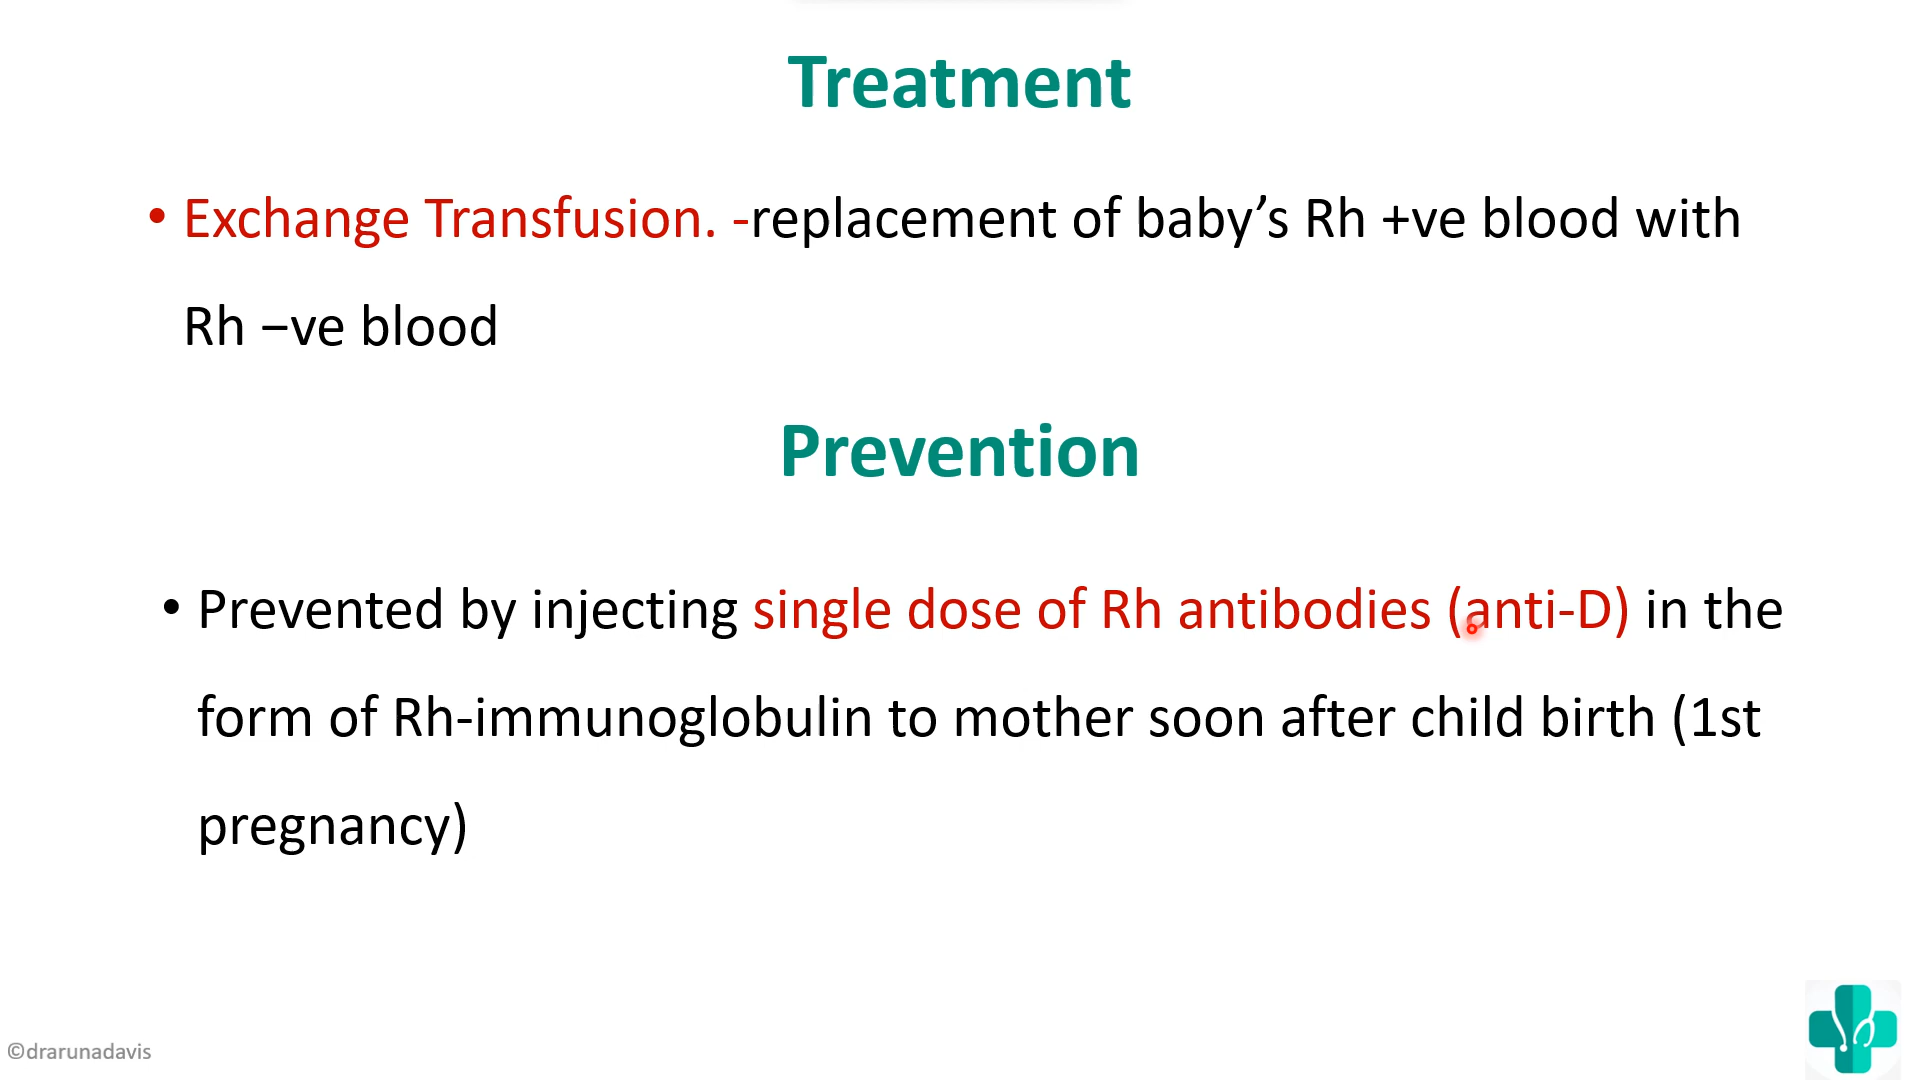 Treatment
• Exchange Transfusion. -replacement of baby’s Rh +ve blood with
Rh –ve blood
Prevention
• Prevented by injecting single dose of Rh antibodies (anti-D) in the
form of Rh-immunoglobulin to mother soon after child birth (1st
pregnancy)
©drarunadavis